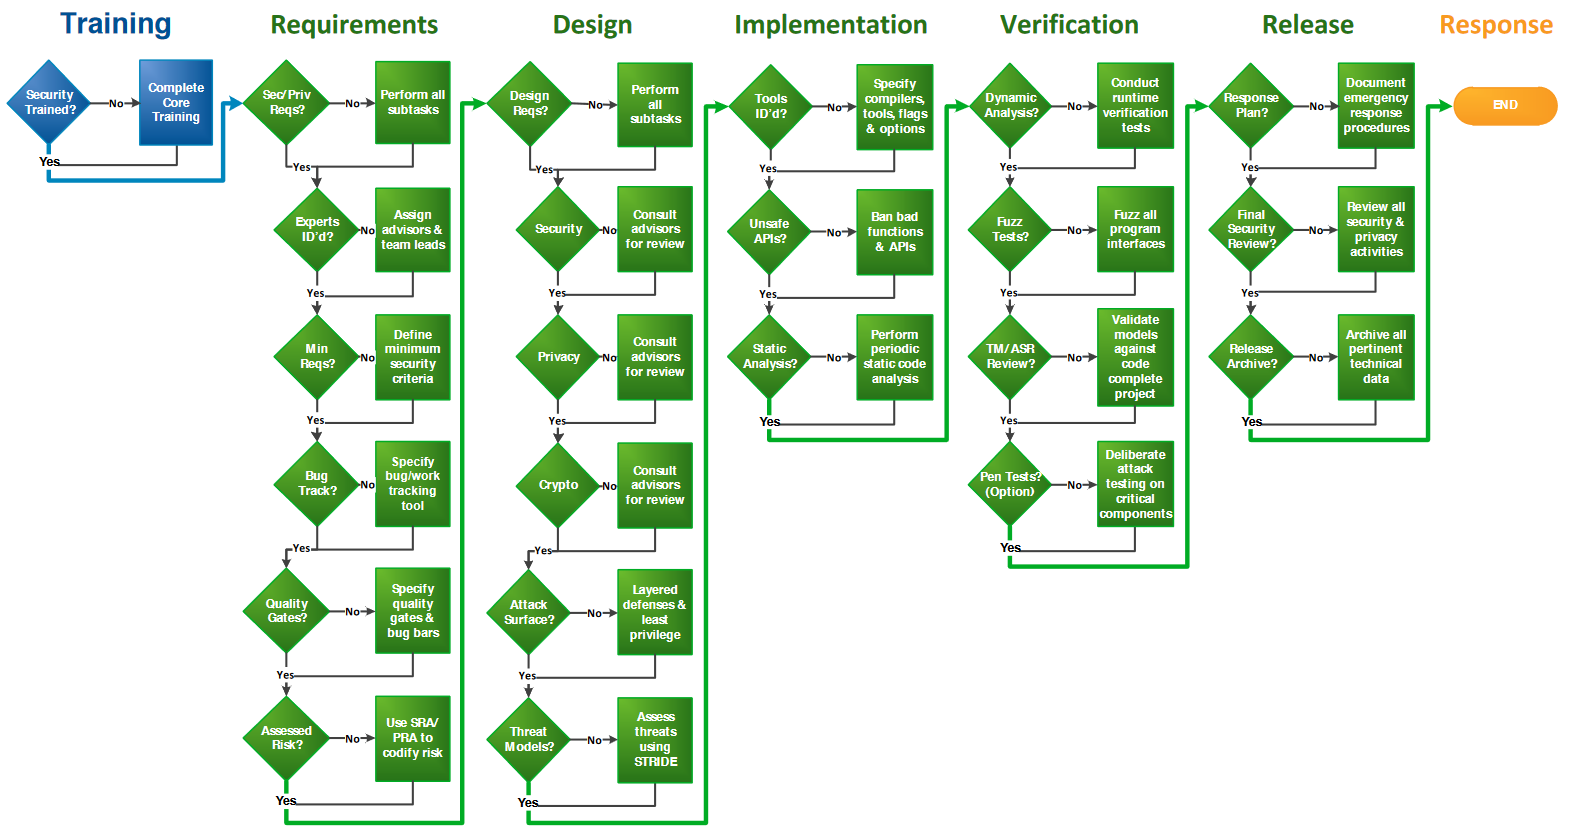 Training
Requirements
Design
Implementation
Verification
Release
Response
Security
Trained?
No
Complete
Core
Training
Yes
Sec/Priv
Reqs?
No
Perform all
subtasks
Yes
Experts
ID'd?
No
Assign
advisors &
team leads
Yes
Min
Reqs?
No
Define
minimum
security
criteria
Yes
Bug
Track?
No
Specify
bug/work
tracking
tool
Yes
Quality
Gates?
No
Specify
quality
gates &
bug bars
Yes
Assessed
Risk?
No
Use SRA/
PRA to
codify risk
Yes
Design
Reqs?
No
Perform
all
subtasks
Yes
Security
No
Consult
advisors
for review
Yes
Privacy
No
Consult
advisors
for review
Yes
Crypto
No
Consult
advisors
for review
Yes
Attack
Surface?
No
Layered
defenses &
least
privilege
Yes
Threat
Models?
No
Assess
threats
using
STRIDE
Yes
Tools
ID'd?
No
Specify
compilers,
tools, flags
& options
Yes
Unsafe
APIs?
No
Ban bad
functions
& APIs
Yes
Static
Analysis?
No
Perform
periodic
static code
analysis
Yes
Dynamic
Analysis?
No
Conduct
runtime
verification
tests
Yes
Fuzz
Tests?
No
Fuzz all
program
interfaces
Yes
TM/ASR
Review?
No
Validate
models
against
code
complete
project
Yes
Pen Tests?
(Option)
No
Deliberate
attack
testing on
critical
components
Yes
Response
Plan?
No
Document
emergency
response
procedures
Yes
Final
Security
Review?
No
Review all
security &
privacy
activities
Yes
Release
Archive?
No
Archive all
pertinent
technical
data
Yes
END